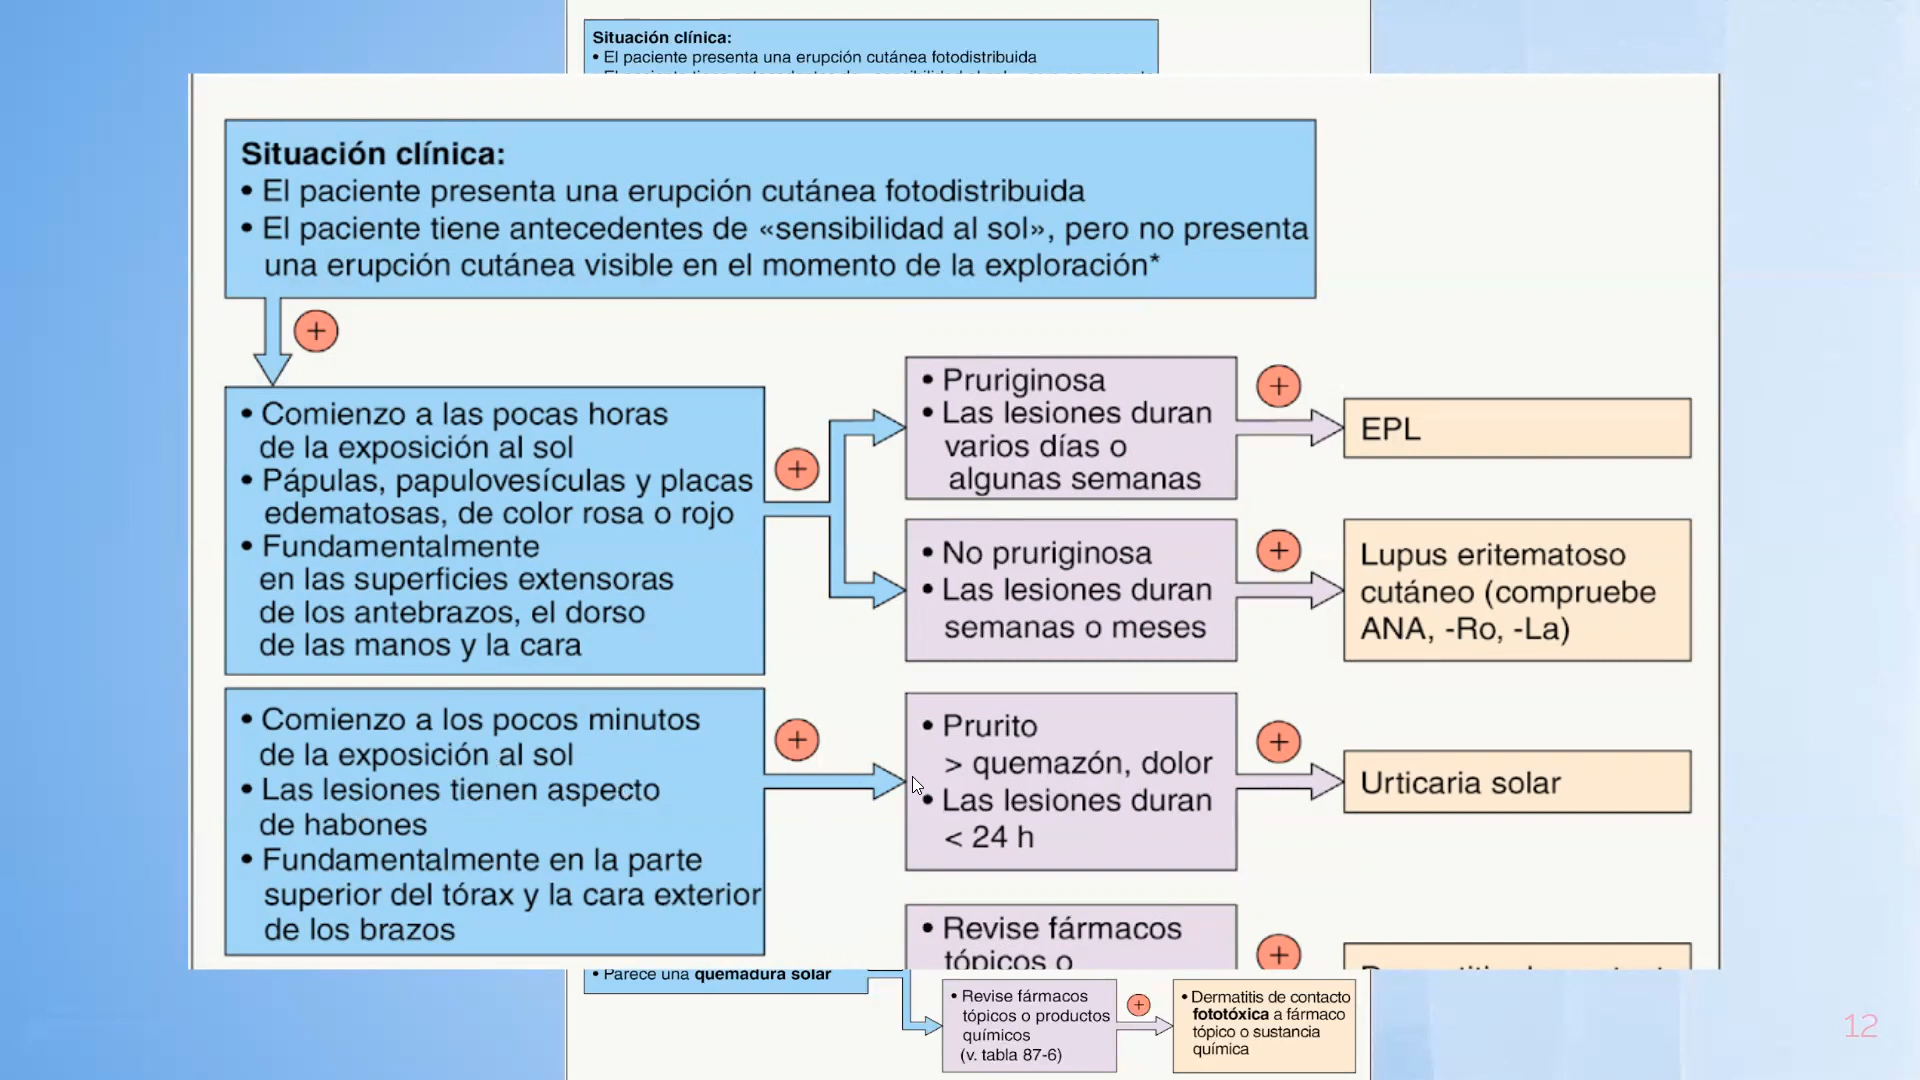 Situación clínica:
• El paciente presenta una erupción cutánea fotodistribuida
Situación clínica:
• El paciente presenta una erupción cutánea fotodistribuida
• El paciente tiene antecedentes de «sensibilidad al sol», pero no presenta
una erupción cutánea visible en el momento de la exploración*
+
• Comienzo a las pocas horas
de la exposición al sol
• Pápulas, papulovesículas y placas
edematosas, de color rosa o rojo
• Fundamentalmente
en las superficies extensoras
de los antebrazos, el dorso
de las manos y la cara
+
• Pruriginosa
• Las lesiones duran
varios días o
algunas semanas
+
EPL
• No pruriginosa
• Las lesiones duran
semanas o meses
+
Lupus eritematoso
cutáneo (compruebe
ANA, -Ro, -La)
• Comienzo a los pocos minutos
de la exposición al sol
• Las lesiones tienen aspecto
de habones
• Fundamentalmente en la parte
superior del tórax y la cara exterior
de los brazos
+
• Prurito
> quemazón, dolor
• Las lesiones duran
< 24 h
+
Urticaria solar
• Revise fármacos
tópicos o
+
• Parece una quemadura solar
• Revise fármacos
tópicos o productos
químicos
(v. tabla 87-6)
+
• Dermatitis de contacto
fototóxica a fármaco
tópico o sustancia
química
12